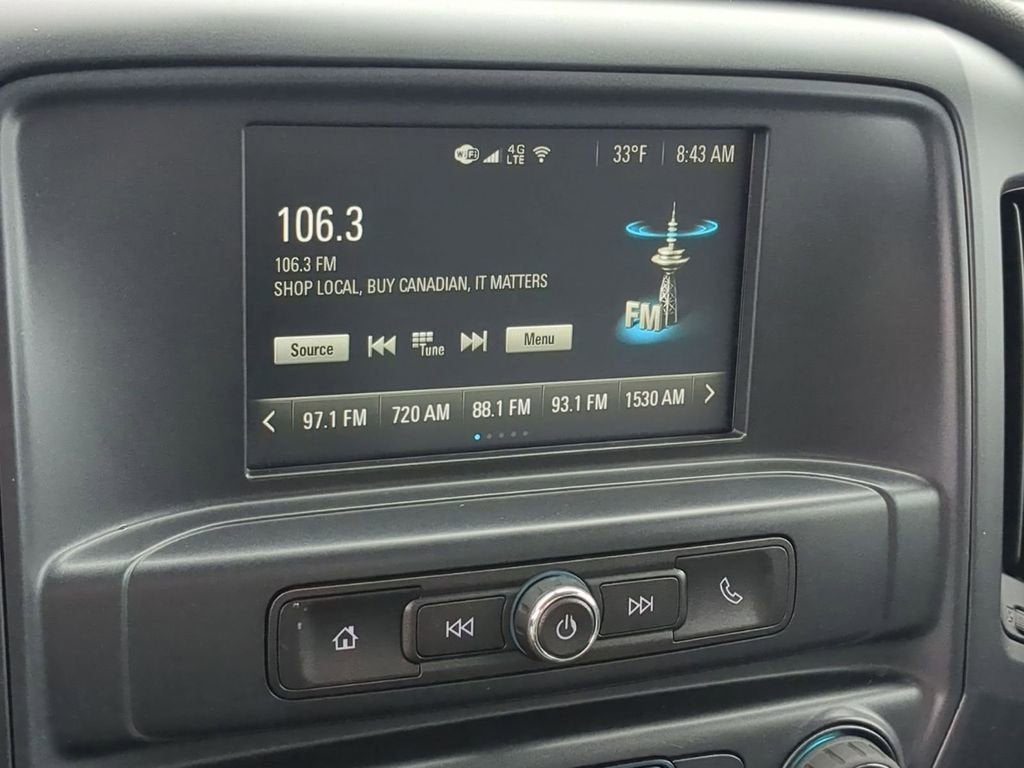 WiFi 4G LTE 33°F 8:43 AM
106.3
106.3 FM
SHOP LOCAL, BUY CANADIAN, IT MATTERS
FM
Source Tune Menu
97.1 FM 720 AM 88.1 FM 93.1 FM 1530 AM